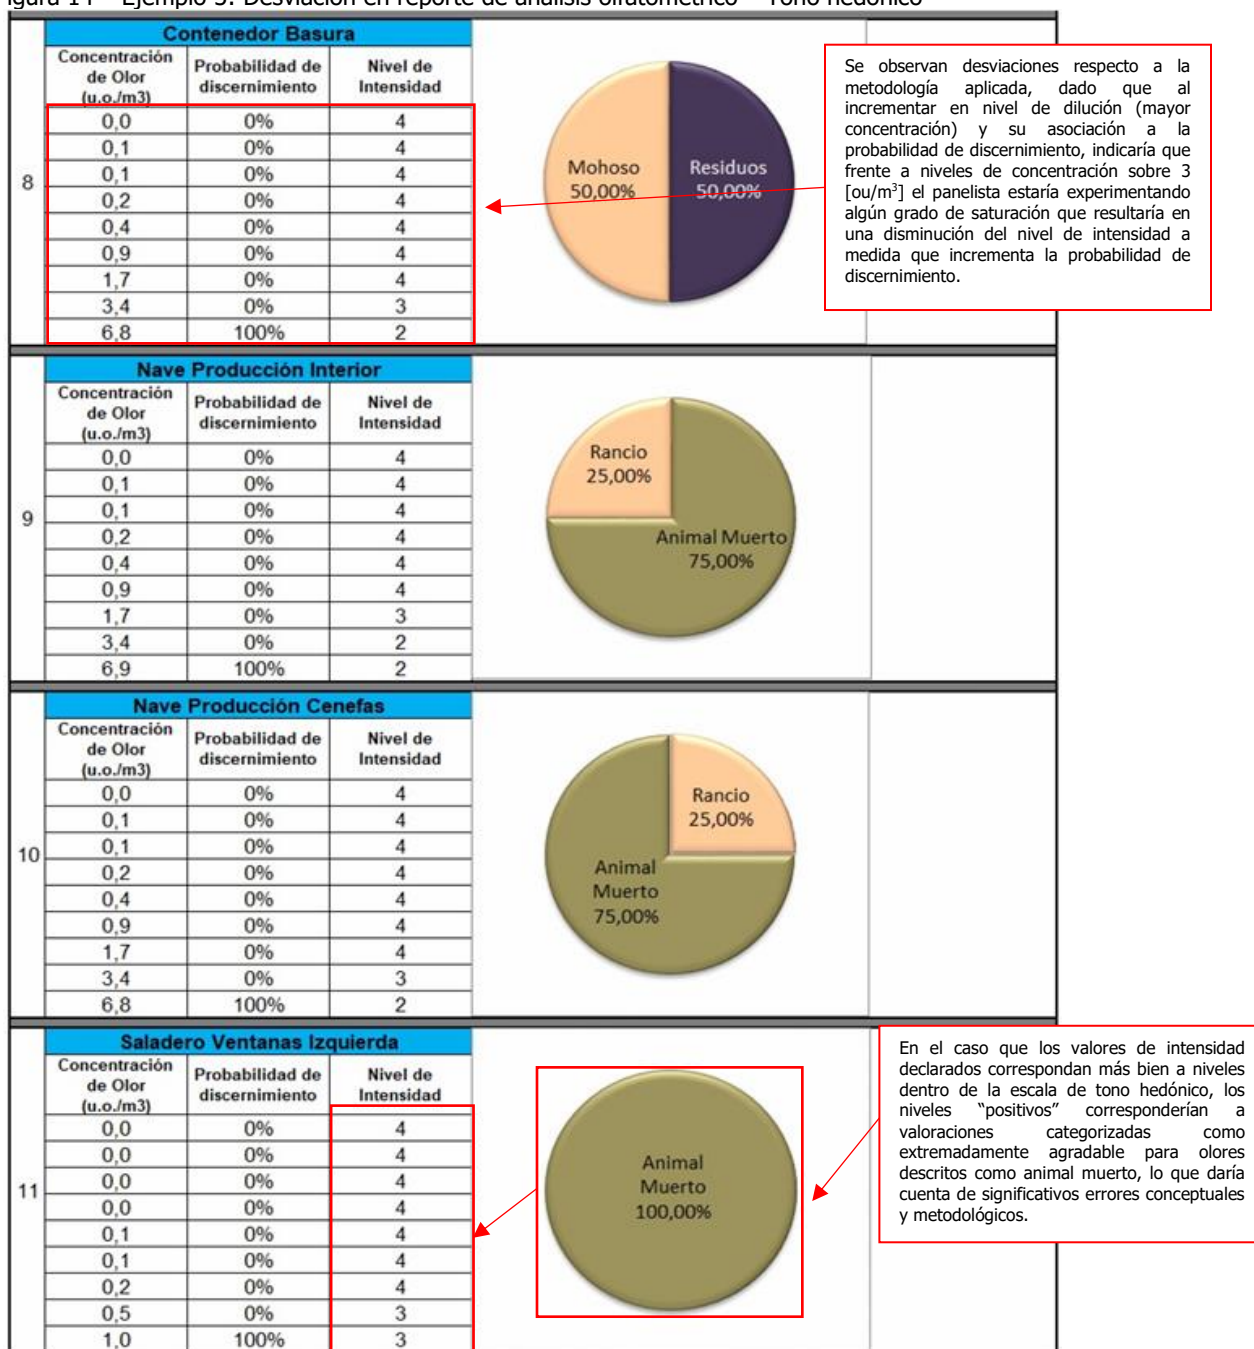 igura 14 – Ejemplo 5: Desviación en reporte de análisis olfatométrico – Tono hedónico
8
Contenedor Basura
Concentración de Olor (u.o./m3) Probabilidad de discernimiento Nivel de Intensidad
0,0 0% 4
0,1 0% 4
0,1 0% 4
0,2 0% 4
0,4 0% 4
0,9 0% 4
1,7 0% 4
3,4 0% 3
6,8 100% 2
Mohoso
50,00%
Residuos
50,00%
Se observan desviaciones respecto a la
metodología aplicada, dado que al
incrementar en nivel de dilución (mayor
concentración) y su asociación a la
probabilidad de discernimiento, indicaría que
frente a niveles de concentración sobre 3
[ou/m³] el panelista estaría experimentando
algún grado de saturación que resultaría en
una disminución del nivel de intensidad a
medida que incrementa la probabilidad de
discernimiento.
9
Nave Producción Interior
Concentración de Olor (u.o./m3) Probabilidad de discernimiento Nivel de Intensidad
0,0 0% 4
0,1 0% 4
0,1 0% 4
0,2 0% 4
0,4 0% 4
0,9 0% 4
1,7 0% 3
3,4 0% 2
6,9 100% 2
Rancio
25,00%
Animal Muerto
75,00%
10
Nave Producción Cenefas
Concentración de Olor (u.o./m3) Probabilidad de discernimiento Nivel de Intensidad
0,0 0% 4
0,1 0% 4
0,1 0% 4
0,2 0% 4
0,4 0% 4
0,9 0% 4
1,7 0% 4
3,4 0% 3
6,8 100% 2
Rancio
25,00%
Animal
Muerto
75,00%
11
Saladero Ventanas Izquierda
Concentración de Olor (u.o./m3) Probabilidad de discernimiento Nivel de Intensidad
0,0 0% 4
0,0 0% 4
0,0 0% 4
0,0 0% 4
0,1 0% 4
0,1 0% 4
0,2 0% 4
0,5 0% 3
1,0 100% 3
Animal
Muerto
100,00%
En el caso que los valores de intensidad
declarados correspondan más bien a niveles
dentro de la escala de tono hedónico, los
niveles "positivos" corresponderían a
valoraciones categorizadas como
extremadamente agradable para olores
descritos como animal muerto, lo que daría
cuenta de significativos errores conceptuales
y metodológicos.